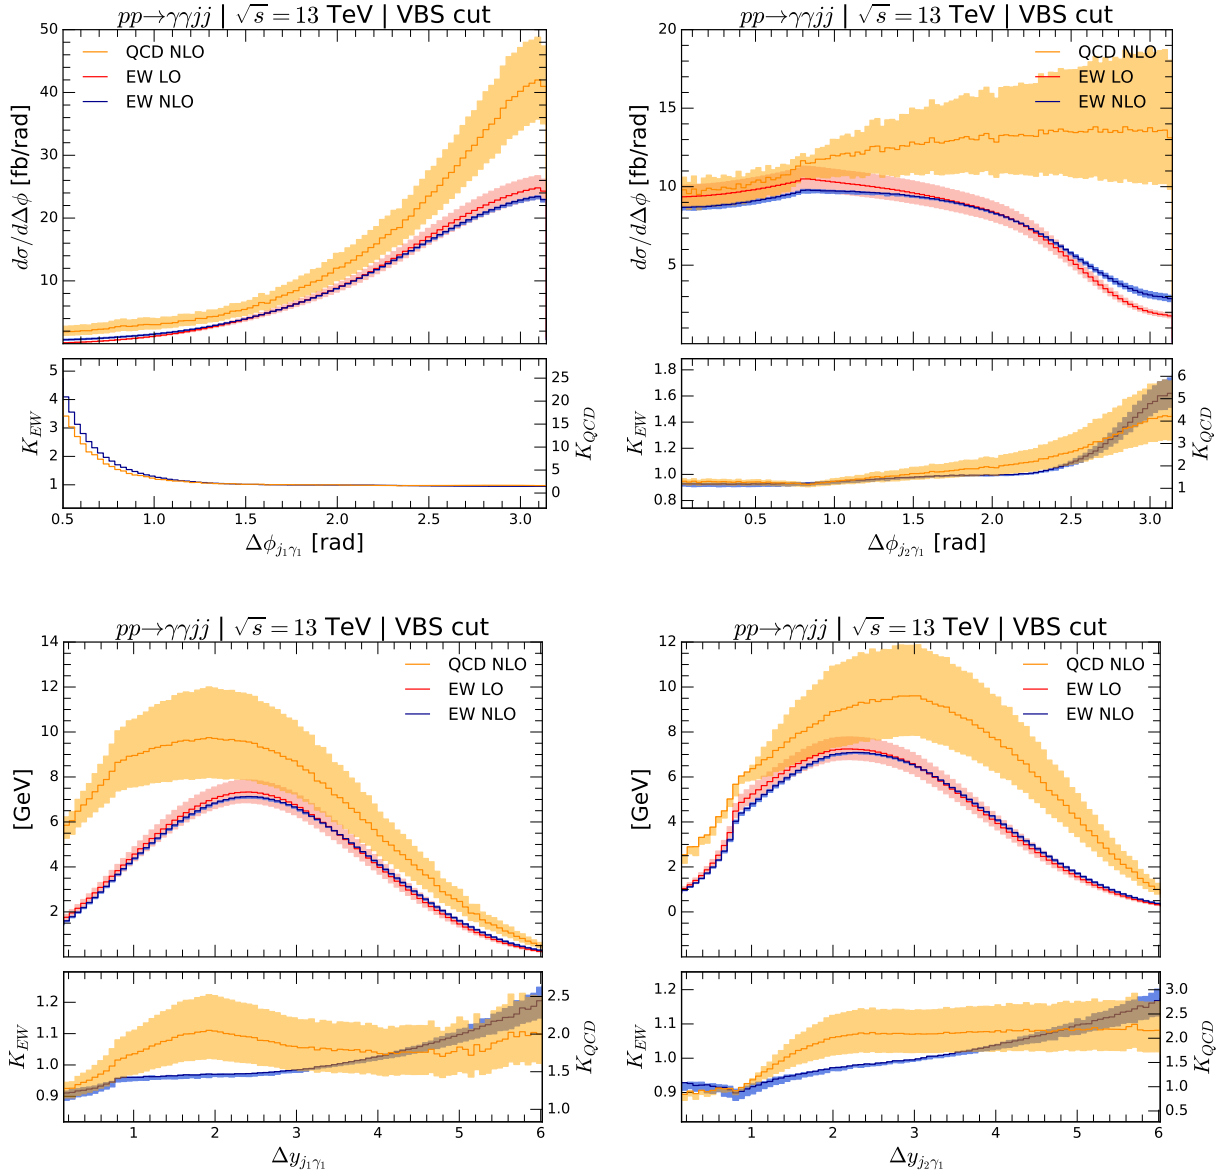 pp→γγjj | √s = 13 TeV | VBS cut
50
40
30
20
10
dσ/dΔϕ [fb/rad]
QCD NLO
EW LO
EW NLO
5
4
3
2
1
K_EW
25
20
15
10
5
0
K_QCD
0.5 1.0 1.5 2.0 2.5 3.0
Δϕ_{j1γ1} [rad]
pp→γγjj | √s = 13 TeV | VBS cut
20
15
10
5
dσ/dΔϕ [fb/rad]
QCD NLO
EW LO
EW NLO
1.8
1.6
1.4
1.2
1.0
0.8
K_EW
6
5
4
3
2
1
K_QCD
0.5 1.0 1.5 2.0 2.5 3.0
Δϕ_{j2γ1} [rad]
pp→γγjj | √s = 13 TeV | VBS cut
14
12
10
8
6
4
2
[GeV]
QCD NLO
EW LO
EW NLO
1.2
1.1
1.0
0.9
K_EW
2.5
2.0
1.5
1.0
K_QCD
1 2 3 4 5 6
Δy_{j1γ1}
pp→γγjj | √s = 13 TeV | VBS cut
12
10
8
6
4
2
0
[GeV]
QCD NLO
EW LO
EW NLO
1.2
1.1
1.0
0.9
K_EW
3.0
2.5
2.0
1.5
1.0
0.5
K_QCD
1 2 3 4 5 6
Δy_{j2γ1}